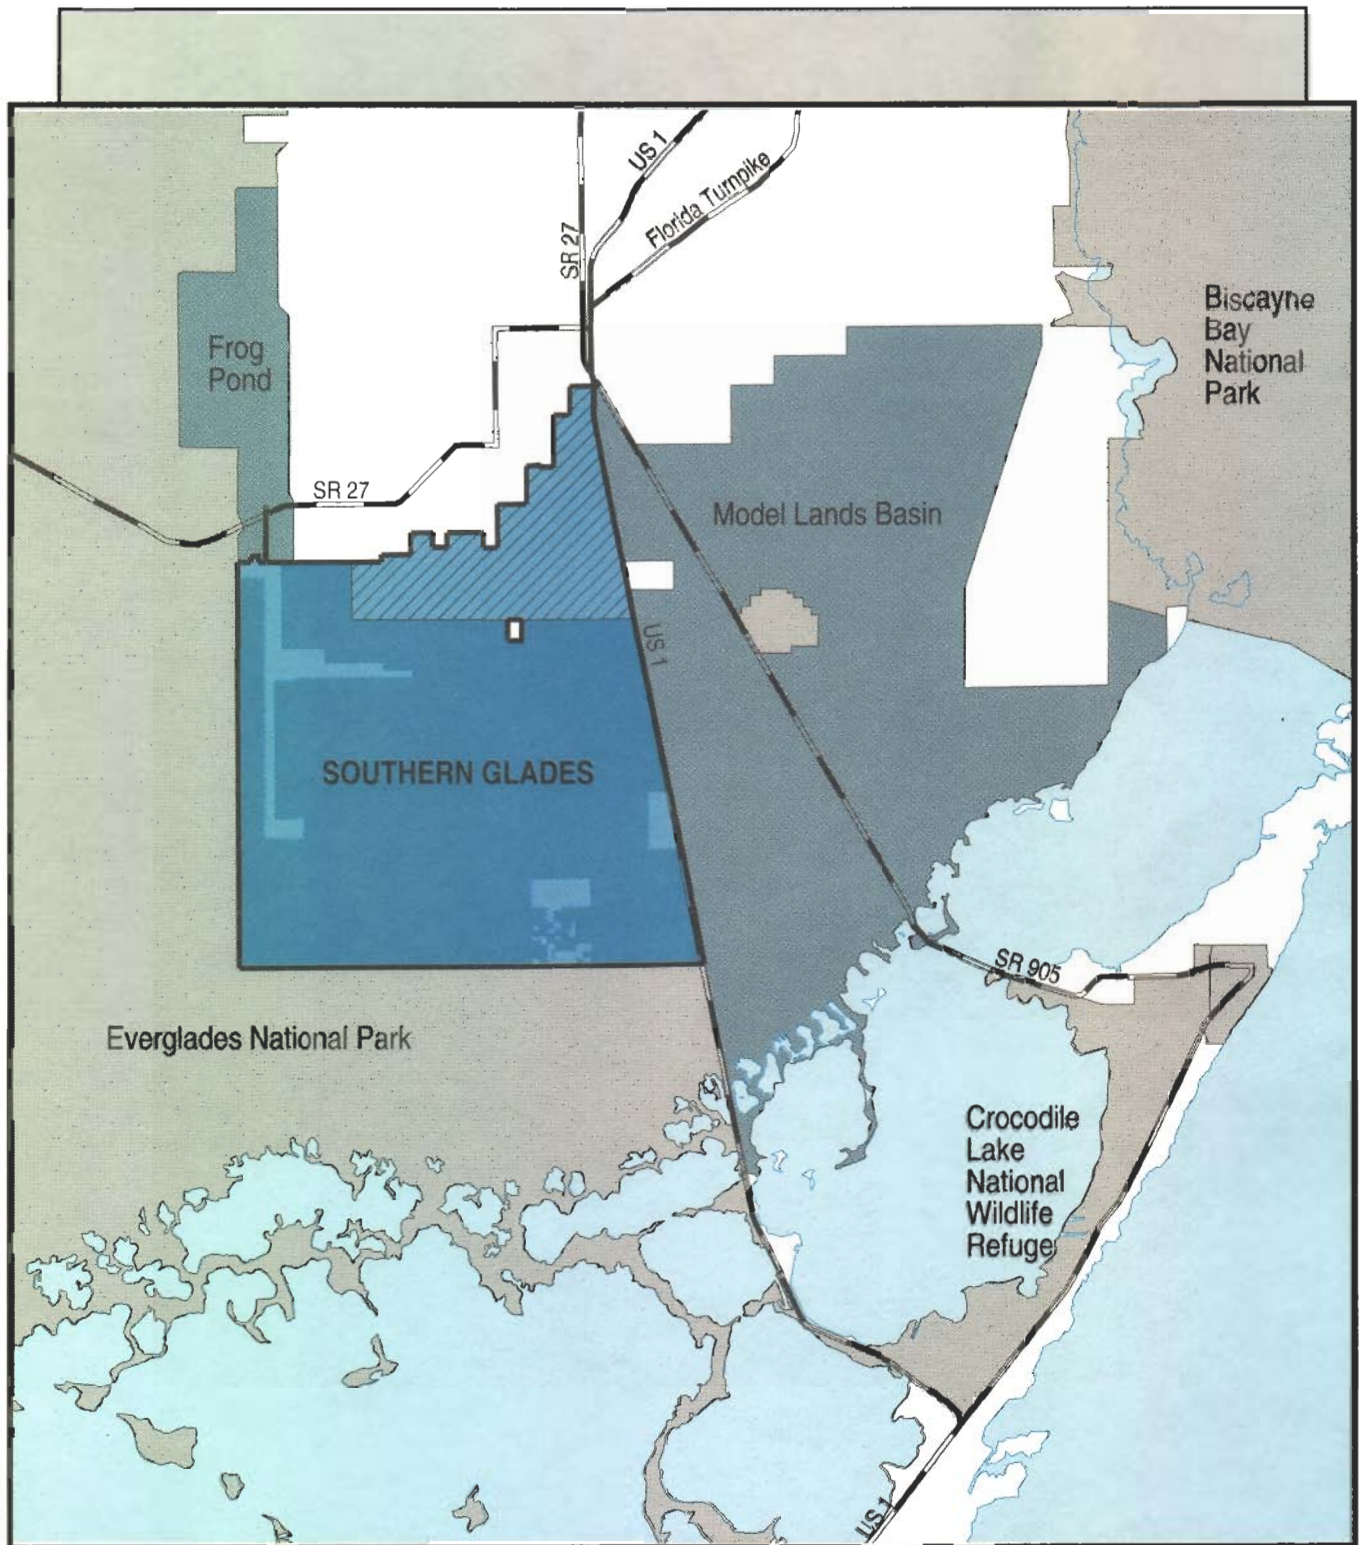 US 1
Florida Turnpike
SR 27
Biscayne
Bay
National
Park
Frog
Pond
SR 27
Model Lands Basin
US 1
SOUTHERN GLADES
SR 905
Everglades National Park
Crocodile
Lake
National
Wildlife
Refuge
US 1